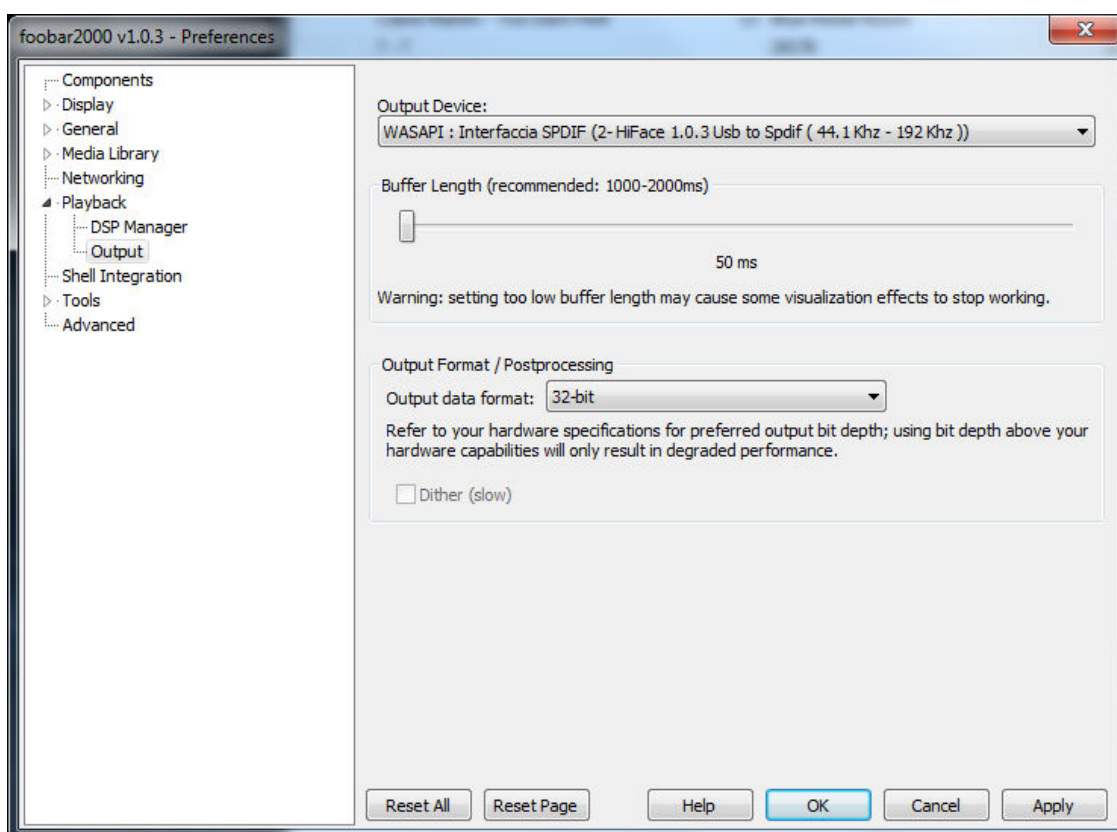 foobar2000 v1.0.3 - Preferences
Components
Display
General
Media Library
Networking
Playback
DSP Manager
Output
Shell Integration
Tools
Advanced
Output Device:
WASAPI : Interfaccia SPDIF (2- HiFace 1.0.3 Usb to Spdif ( 44.1 Khz - 192 Khz ))
Buffer Length (recommended: 1000-2000ms)
50 ms
Warning: setting too low buffer length may cause some visualization effects to stop working.
Output Format / Postprocessing
Output data format: 32-bit
Refer to your hardware specifications for preferred output bit depth; using bit depth above your
hardware capabilities will only result in degraded performance.
Dither (slow)
Reset All Reset Page Help OK Cancel Apply